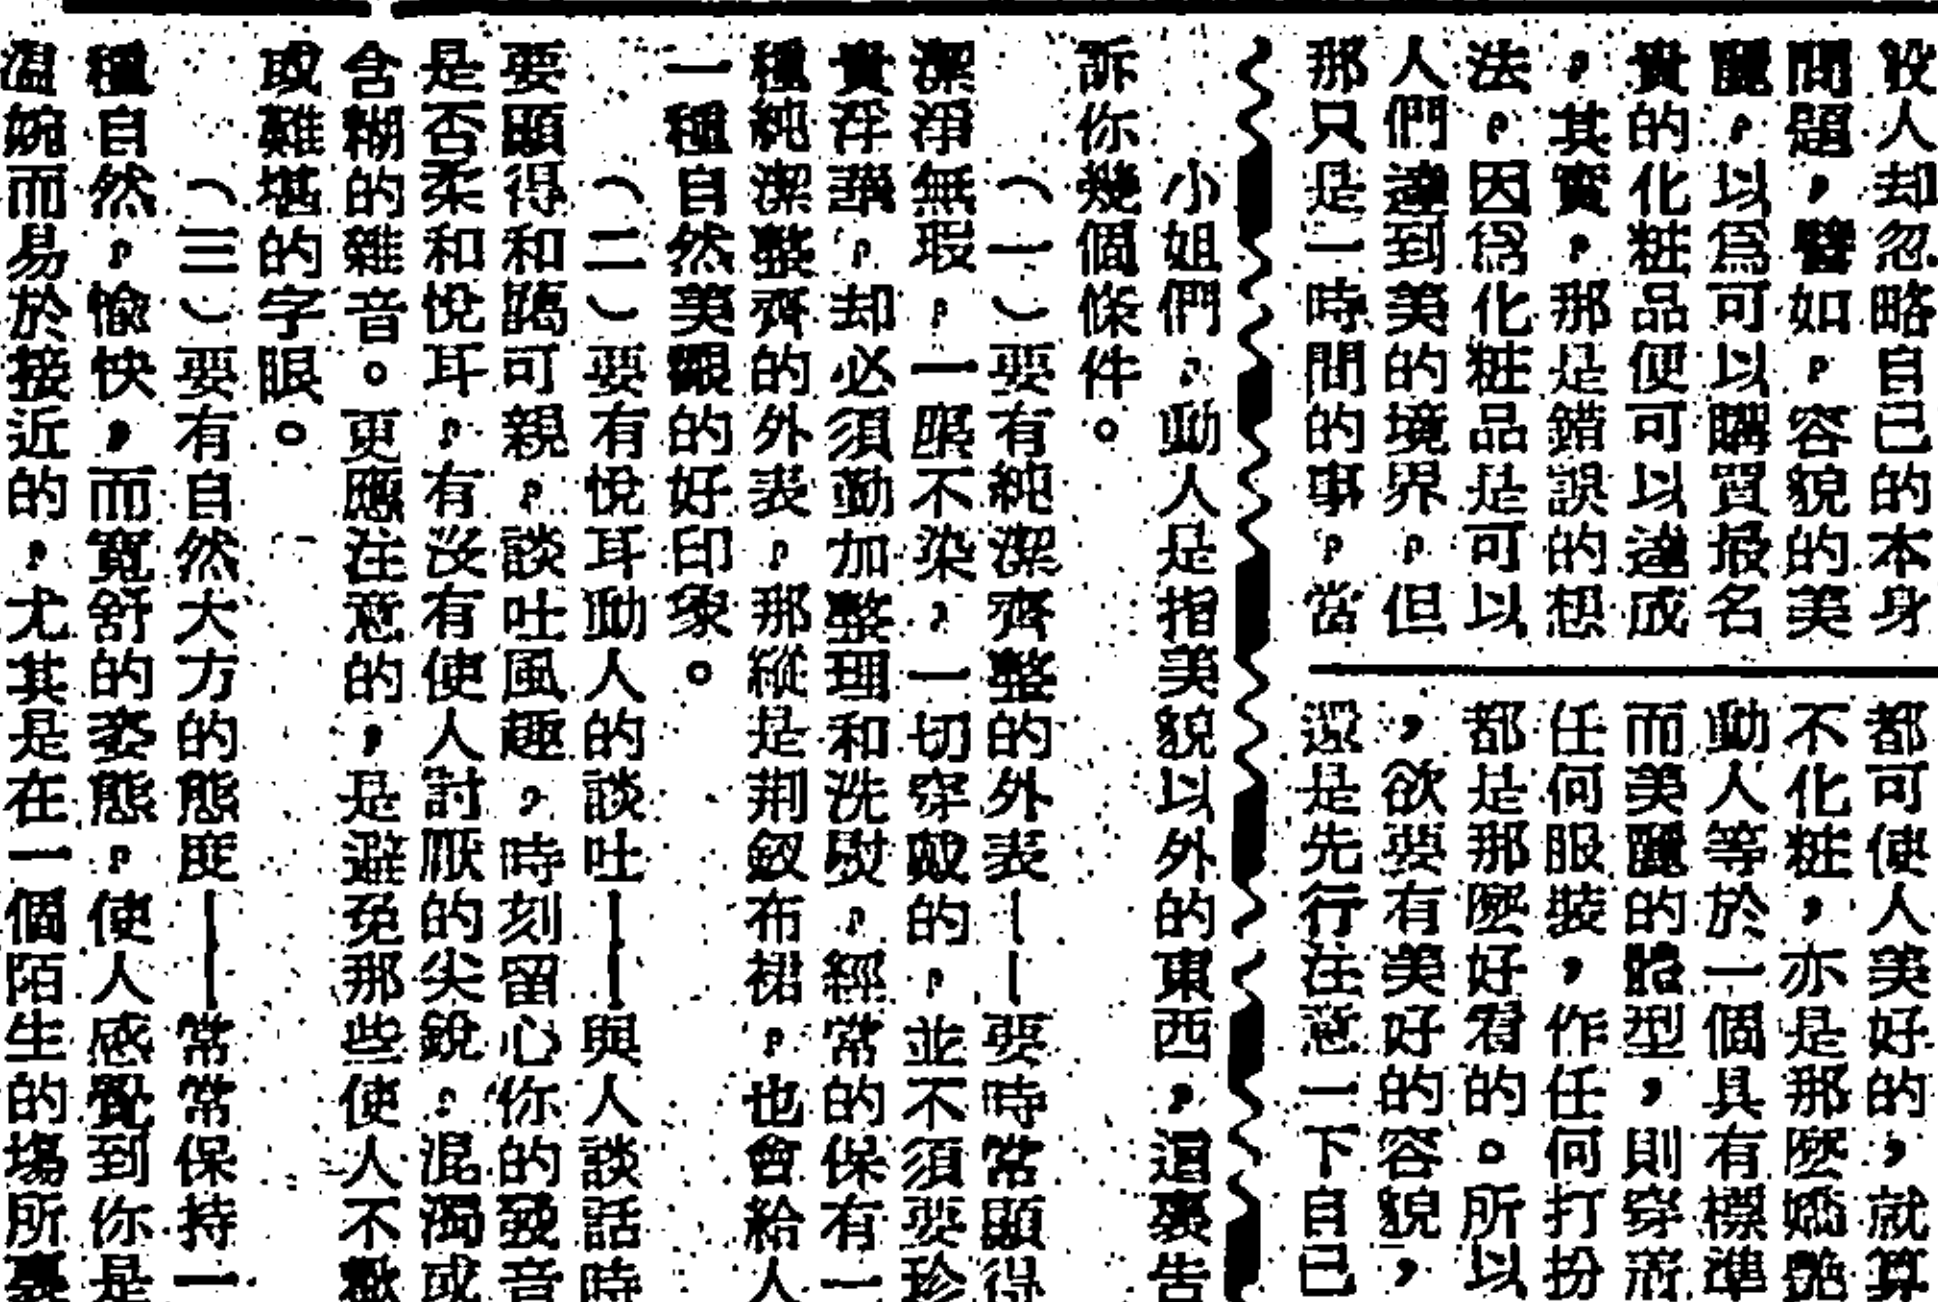 設人却忽略自已的本身
問題，譬如。容貌的美
麗。以爲可以購買最名
貴的化粧品便可以達成
，其實，那是錯誤的想
法。因爲化粧品是可以
人們達到美的境界。但
那只是一時間的事，當
都可使人美好的，就算
不化粧，亦是那麽嬌艷
動人等於一個具有標準
而美麗的體型，則穿着
任何服裝，作任何打扮
都是那麽好看的。所以
，欲要有美好的容貌，
還是先行注意一下自已
小姐們，動人是指美貌以外的東西，這裏告
訴你幾個條件。
（一）要有純潔齊整的外表——要時常顯得
潔淨無瑕，一塵不染，一切穿戴的，並不須要珍
貴浮華，却必須勤加整理和洗熨。經常的保有一
種純潔整齊的外表，那縱是荆釵布裙，也會給人
一種自然美觀的好印象。
（二）要有悅耳動人的談吐——與人談話時
要顯得和藹可親。談吐風趣，時刻留心你的發音
是否柔和悅耳，有沒有使人討厭的尖銳。混濁或
含糊的雜音。更應注意的，是避免那些使人不歡
或難堪的字眼。
（三）要有自然大方的態度——常常保持一
種自然，愉快，而寬舒的姿態。使人感覺到你是
溫婉而易於接近的，尤其是在一個陌生的場所裏